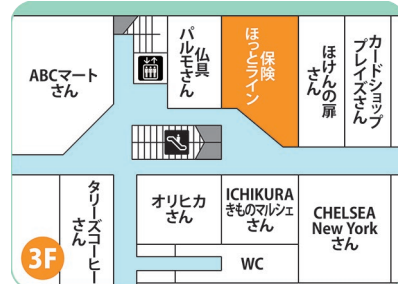 ABCマート
さん
仏具
パルモさん
保険
ほっとライン
ほけんの扉
さん
カードショップ
プレイズさん
タリーズコーヒー
さん
オリヒカ
さん
ICHIKURA
きものマルシェ
さん
CHELSEA
New York
さん
WC
3F